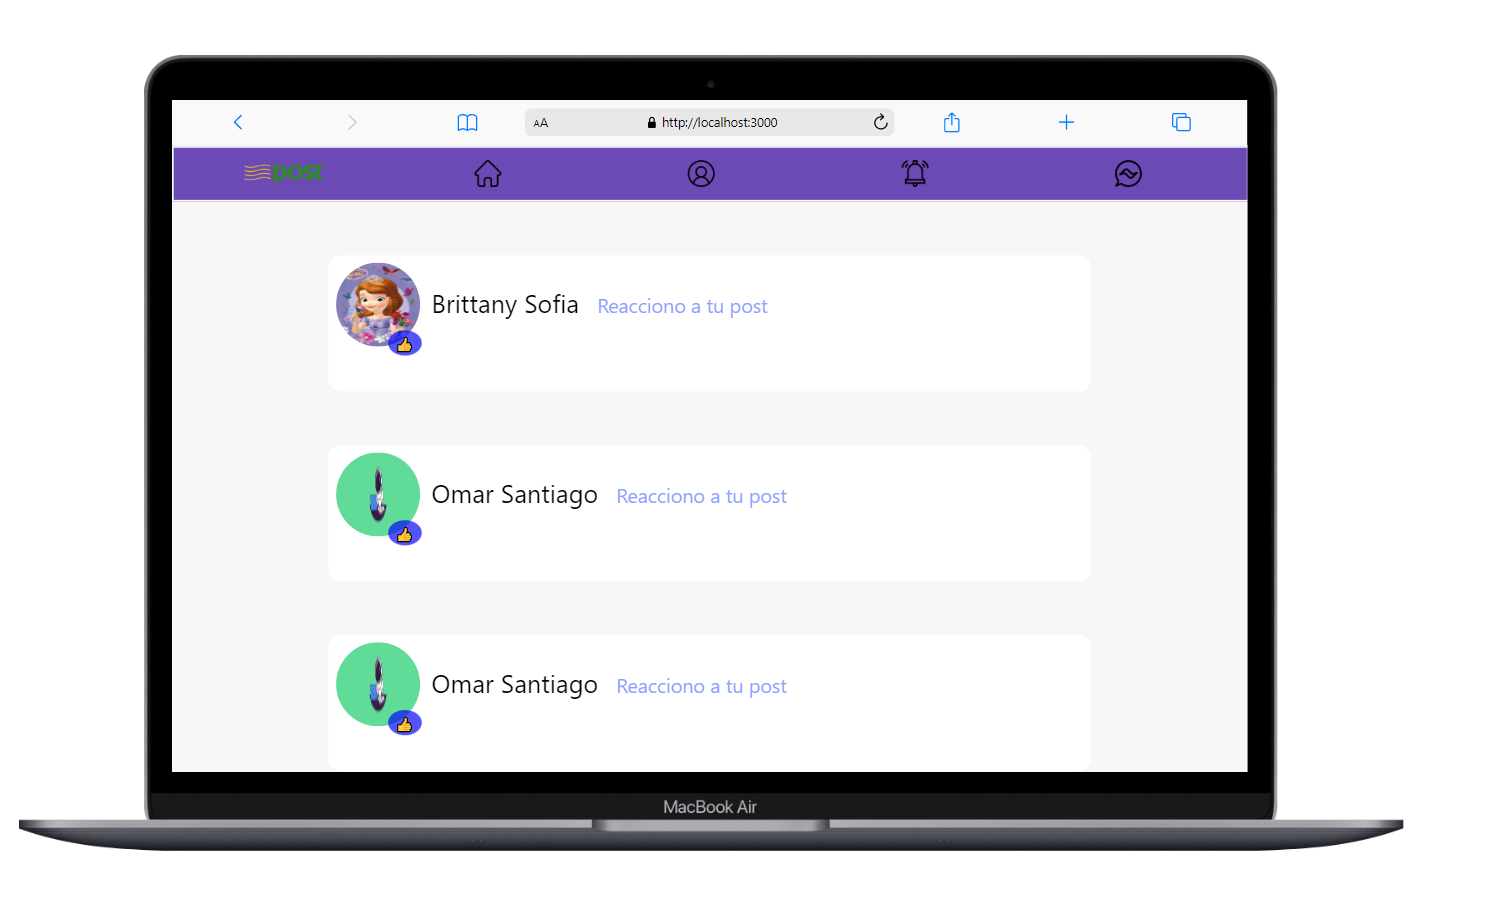 AA
http://localhost:3000
post
Brittany Sofia Reacciono a tu post
Omar Santiago Reacciono a tu post
Omar Santiago Reacciono a tu post
MacBook Air